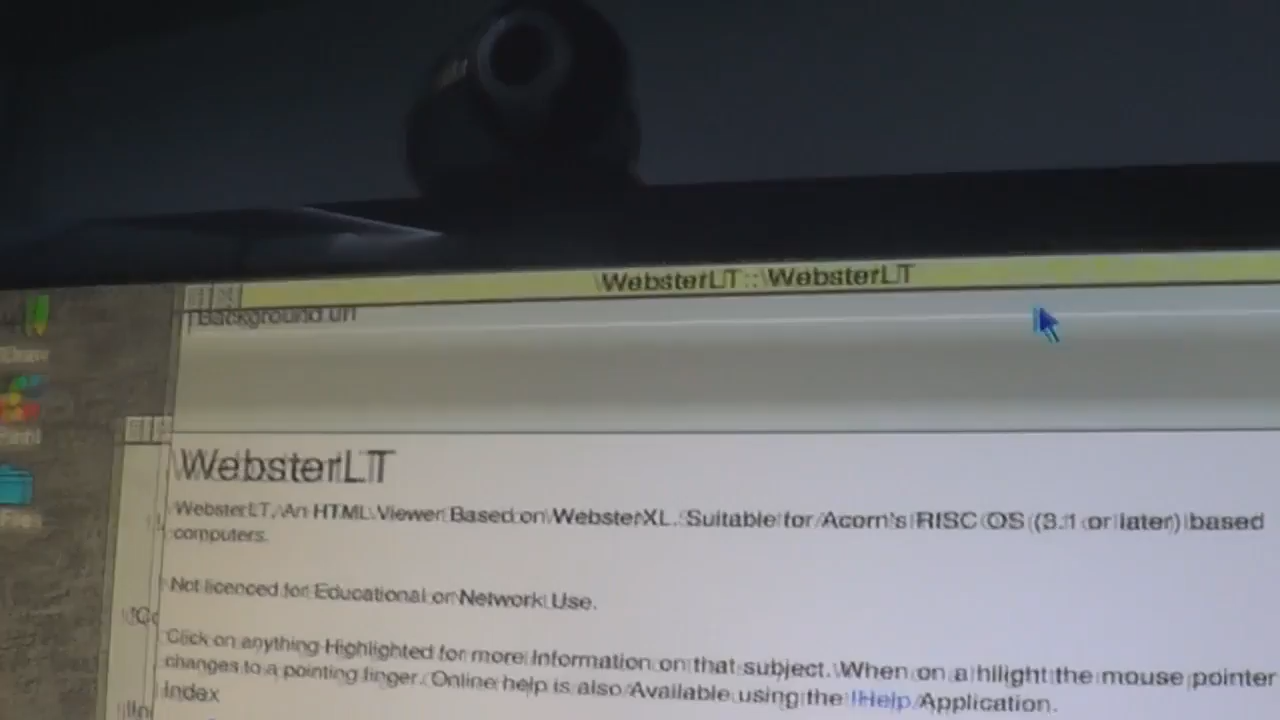 WebsterLT::WebsterLT
Background.url
WebsterLT
WebsterLT, An HTML Viewer Based on WebsterXL. Suitable for Acorn's RISC OS (3.1 or later) based
computers.
Not licenced for Educational or Network Use.
Click on anything Highlighted for more Information on that subject. When on a hilight the mouse pointer
changes to a pointing finger. Online help is also Available using the !Help Application.
Index